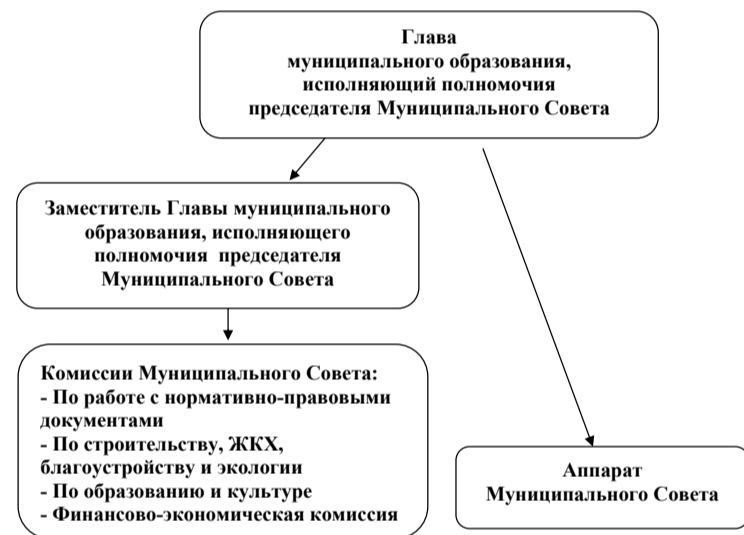 Глава
муниципального образования,
исполняющий полномочия
председателя Муниципального Совета
Заместитель Главы муниципального
образования, исполняющего
полномочия председателя
Муниципального Совета
Комиссии Муниципального Совета:
- По работе с нормативно-правовыми
документами
- По строительству, ЖКХ,
благоустройству и экологии
- По образованию и культуре
- Финансово-экономическая комиссия
Аппарат
Муниципального Совета